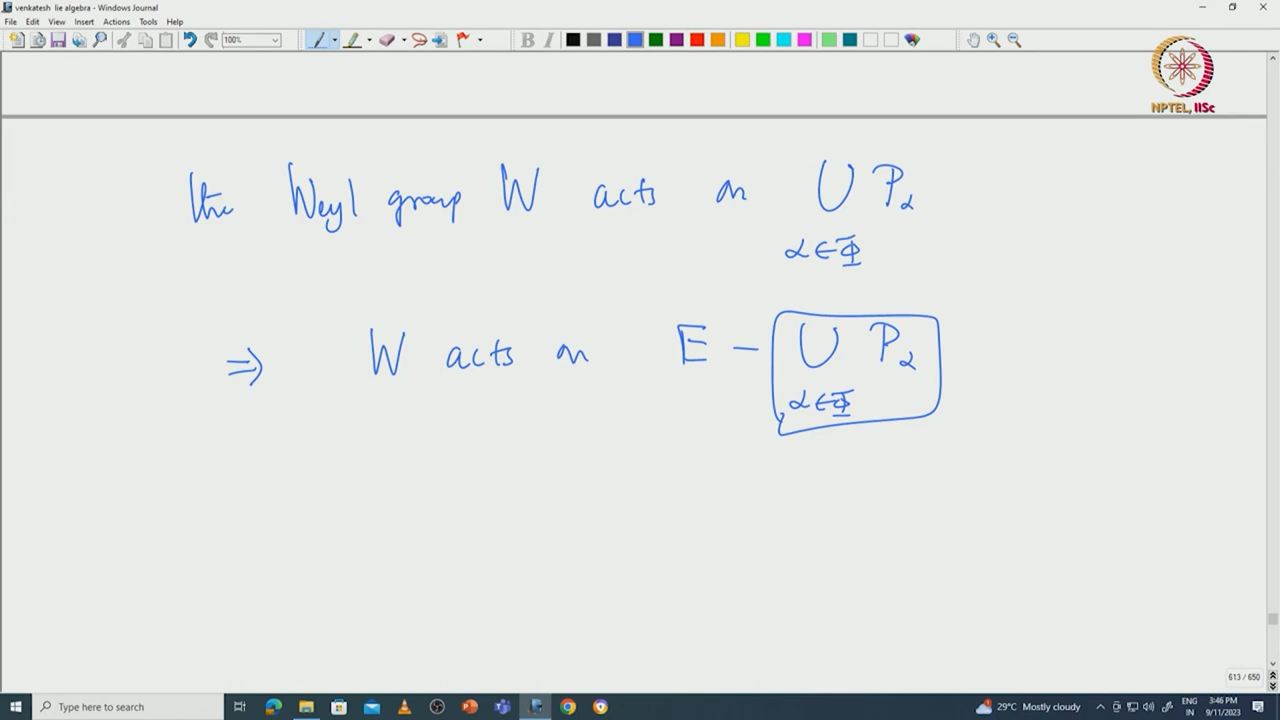 venkatesh lie algebra - Windows Journal
File Edit View Insert Actions Tools Help
100%
B I
NPTEL, IISc
the Weyl group W acts on ∪ P_α
α∈Φ
⇒ W acts on E − ∪ P_α
α∈Φ
613 / 650
Type here to search
29°C Mostly cloudy
ENG
IN
3:46 PM
9/11/2023